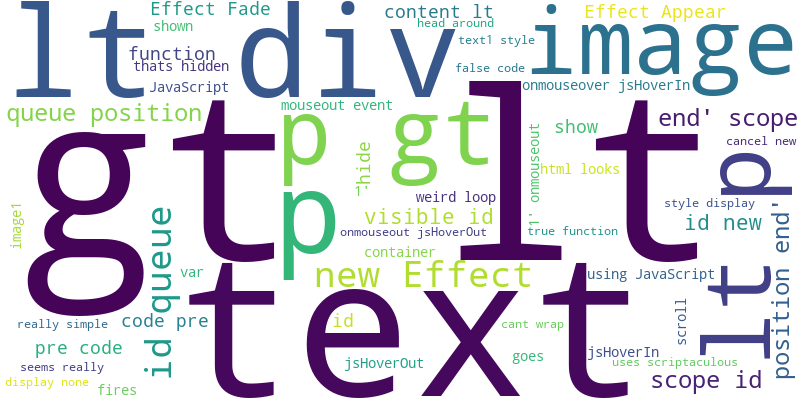 lt
Effect Fade
shown
function
thats hidden
JavaScript
div
content lt
head around
text1 style
false code
Effect Appear
image
onmouseover jsHoverIn
queue position
gt
mouseout event
p gt
lt
show
end' scope
cancel new
html looks
hide
1' onmouseout
p
p
weird loop
style display
visible id
id new
image1
id queue
onmouseout jsHoverOut
true function
container
var
new Effect
using JavaScript
lt
position end'
scroll
text
really simple
code pre
id
cant wrap
pre code
jsHoverOut
goes
jsHoverIn
seems really
uses scriptaculous
display none
fires
scope id